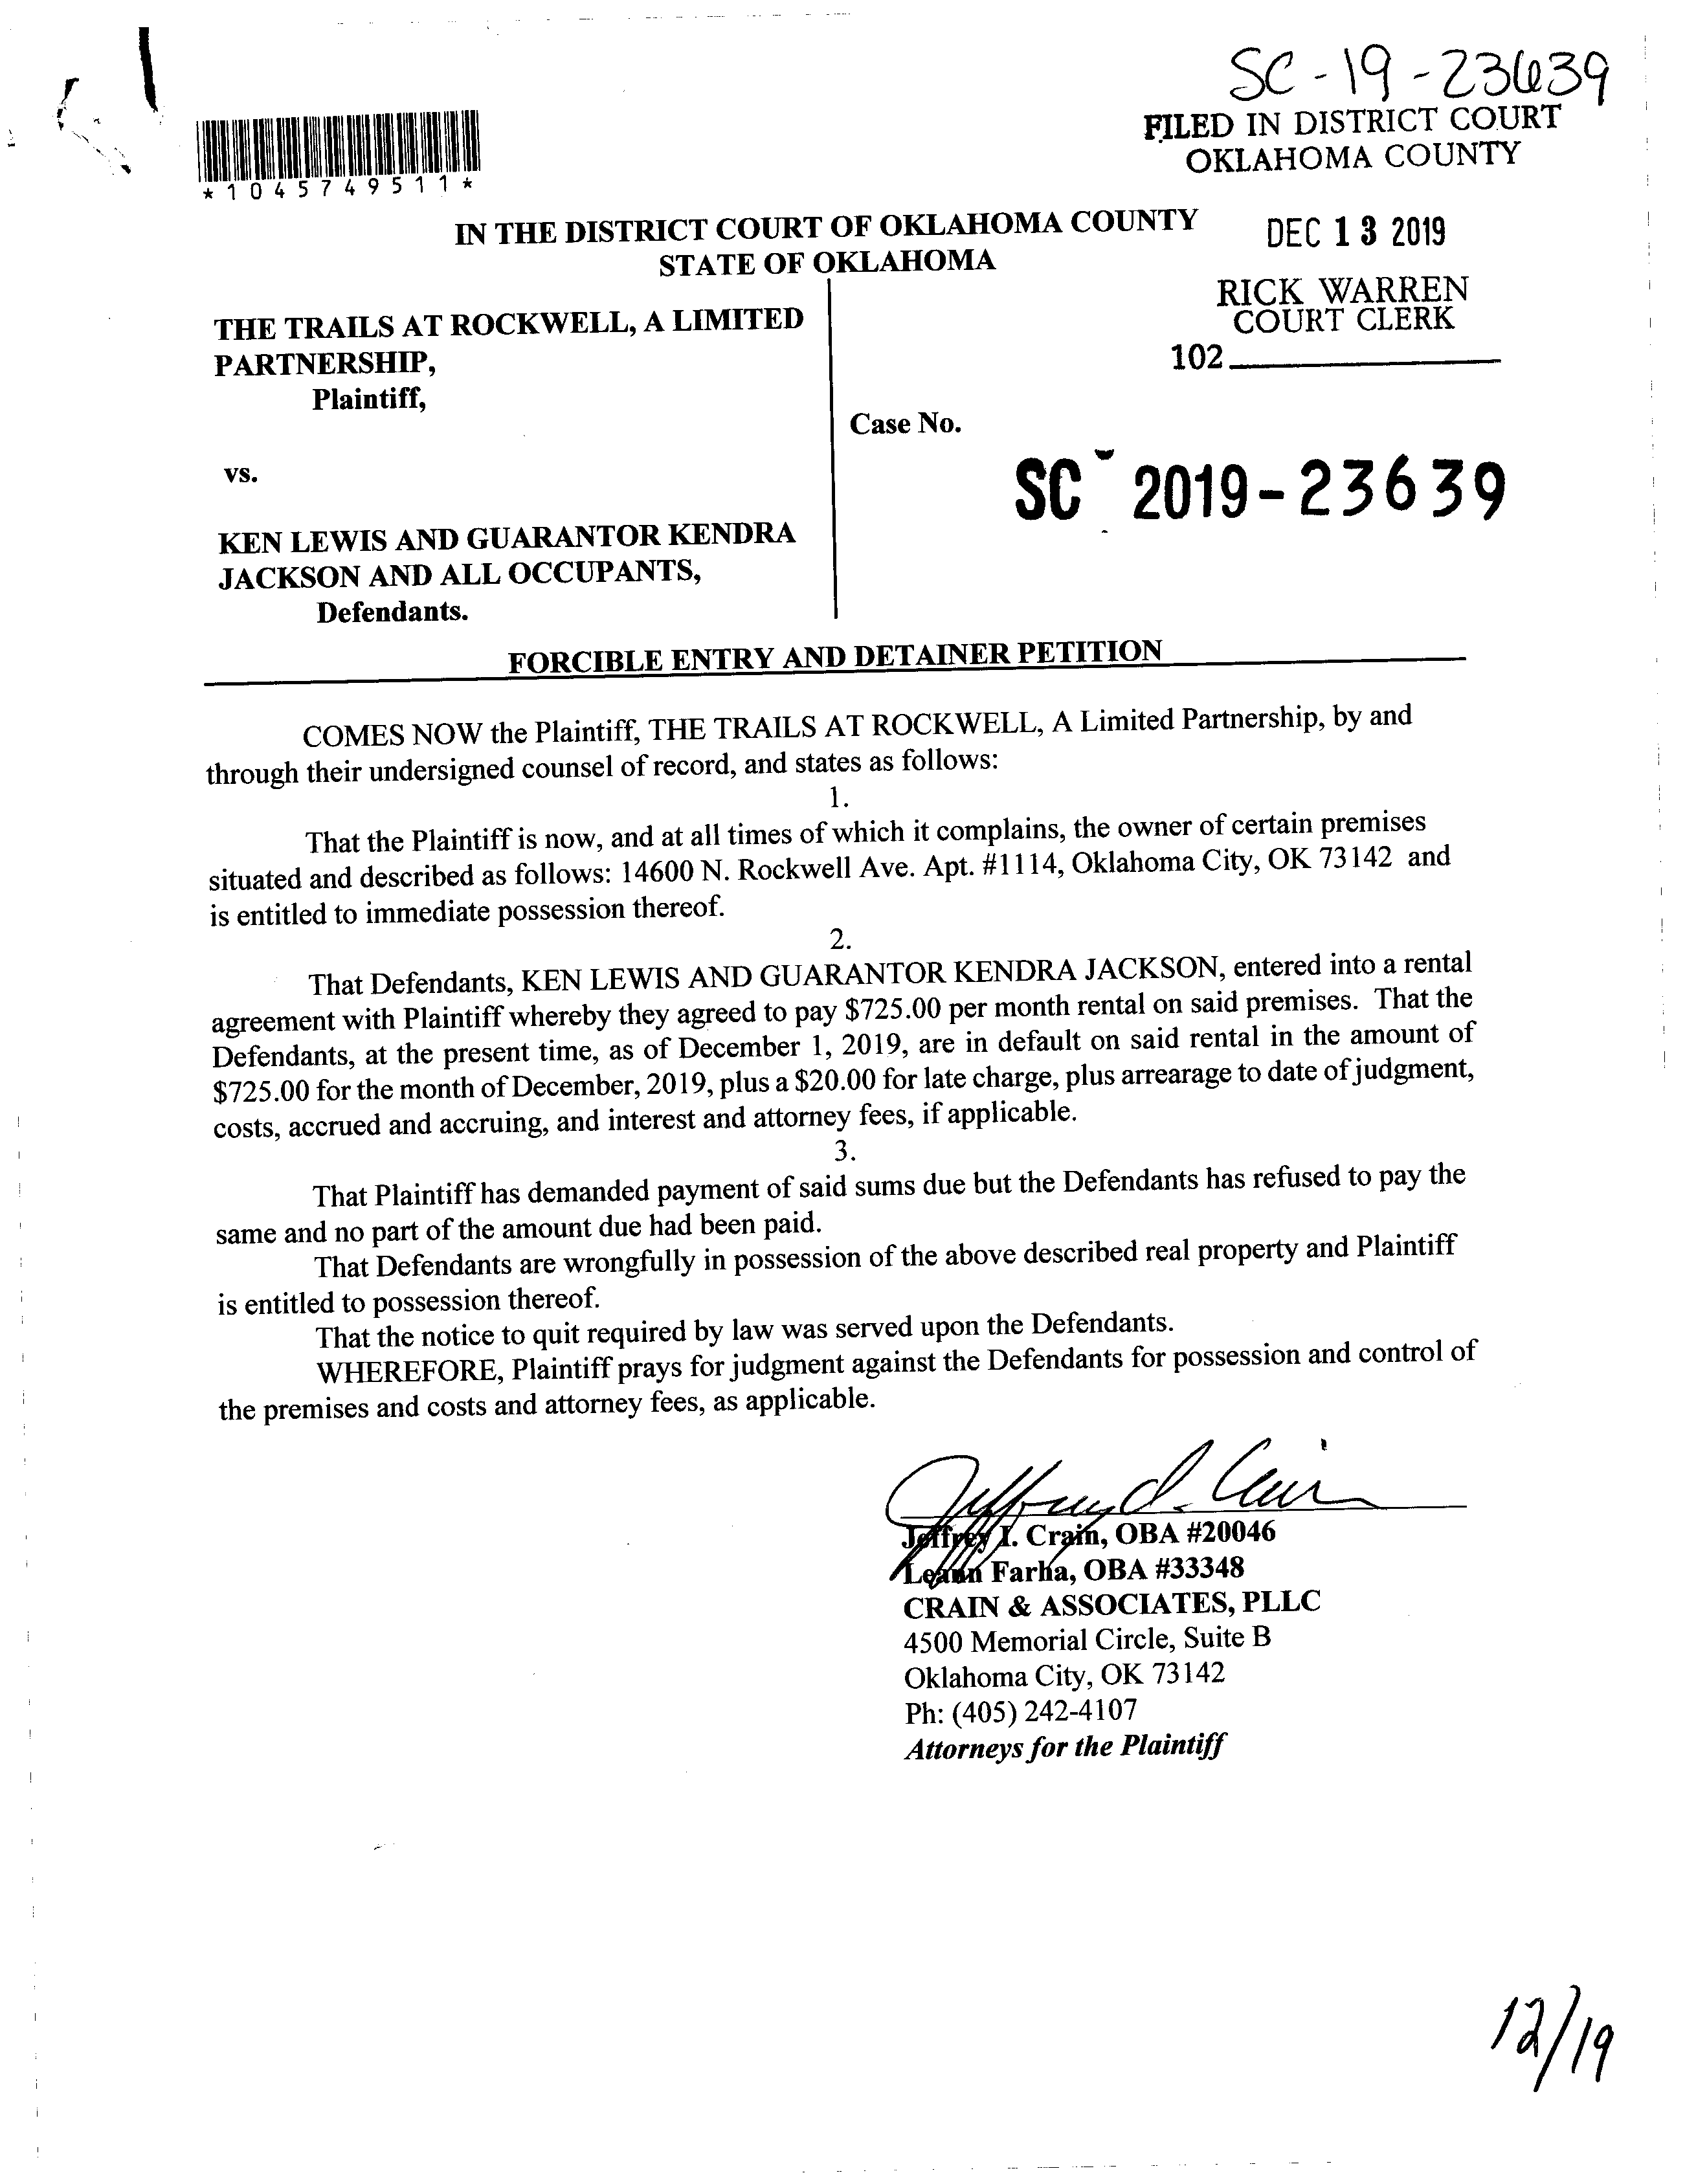 SC-19-23639
FILED IN DISTRICT COURT
OKLAHOMA COUNTY
*1045749511*
IN THE DISTRICT COURT OF OKLAHOMA COUNTY
STATE OF OKLAHOMA
DEC 13 2019
RICK WARREN
COURT CLERK
102
THE TRAILS AT ROCKWELL, A LIMITED
PARTNERSHIP,
Plaintiff,
Case No.
vs.
SC - 2019-23639
KEN LEWIS AND GUARANTOR KENDRA
JACKSON AND ALL OCCUPANTS,
Defendants.
FORCIBLE ENTRY AND DETAINER PETITION
COMES NOW the Plaintiff, THE TRAILS AT ROCKWELL, A Limited Partnership, by and
through their undersigned counsel of record, and states as follows:
1.
That the Plaintiff is now, and at all times of which it complains, the owner of certain premises
situated and described as follows: 14600 N. Rockwell Ave. Apt. #1114, Oklahoma City, OK 73142 and
is entitled to immediate possession thereof.
2.
That Defendants, KEN LEWIS AND GUARANTOR KENDRA JACKSON, entered into a rental
agreement with Plaintiff whereby they agreed to pay $725.00 per month rental on said premises. That the
Defendants, at the present time, as of December 1, 2019, are in default on said rental in the amount of
$725.00 for the month of December, 2019, plus a $20.00 for late charge, plus arrearage to date of judgment,
costs, accrued and accruing, and interest and attorney fees, if applicable.
3.
That Plaintiff has demanded payment of said sums due but the Defendants has refused to pay the
same and no part of the amount due had been paid.
That Defendants are wrongfully in possession of the above described real property and Plaintiff
is entitled to possession thereof.
That the notice to quit required by law was served upon the Defendants.
WHEREFORE, Plaintiff prays for judgment against the Defendants for possession and control of
the premises and costs and attorney fees, as applicable.
Jeffrey I. Crain
Jeffrey I. Crain, OBA #20046
Leann Farha, OBA #33348
CRAIN & ASSOCIATES, PLLC
4500 Memorial Circle, Suite B
Oklahoma City, OK 73142
Ph: (405) 242-4107
Attorneys for the Plaintiff
12/19